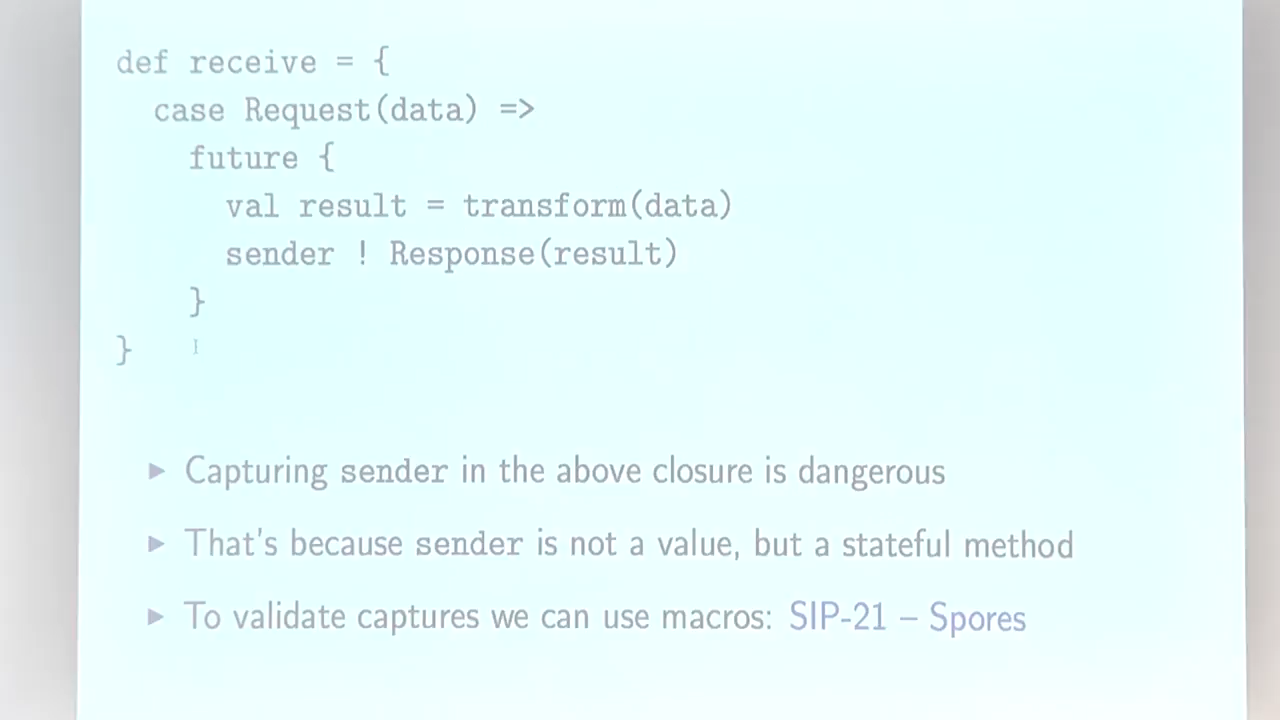 def receive = {
  case Request(data) =>
    future {
      val result = transform(data)
      sender ! Response(result)
    }
}
▶ Capturing sender in the above closure is dangerous
▶ That's because sender is not a value, but a stateful method
▶ To validate captures we can use macros: SIP-21 – Spores